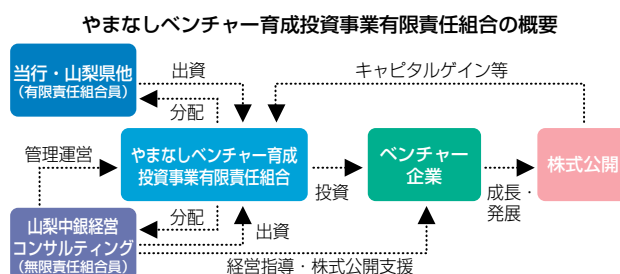 やまなしベンチャー育成投資事業有限責任組合の概要
当行・山梨県他
(有限責任組合員)
出資
分配
キャピタルゲイン等
管理運営
やまなしベンチャー育成
投資事業有限責任組合
投資
ベンチャー
企業
成長・
発展
株式公開
山梨中銀経営
コンサルティング
(無限責任組合員)
分配
出資
経営指導・株式公開支援